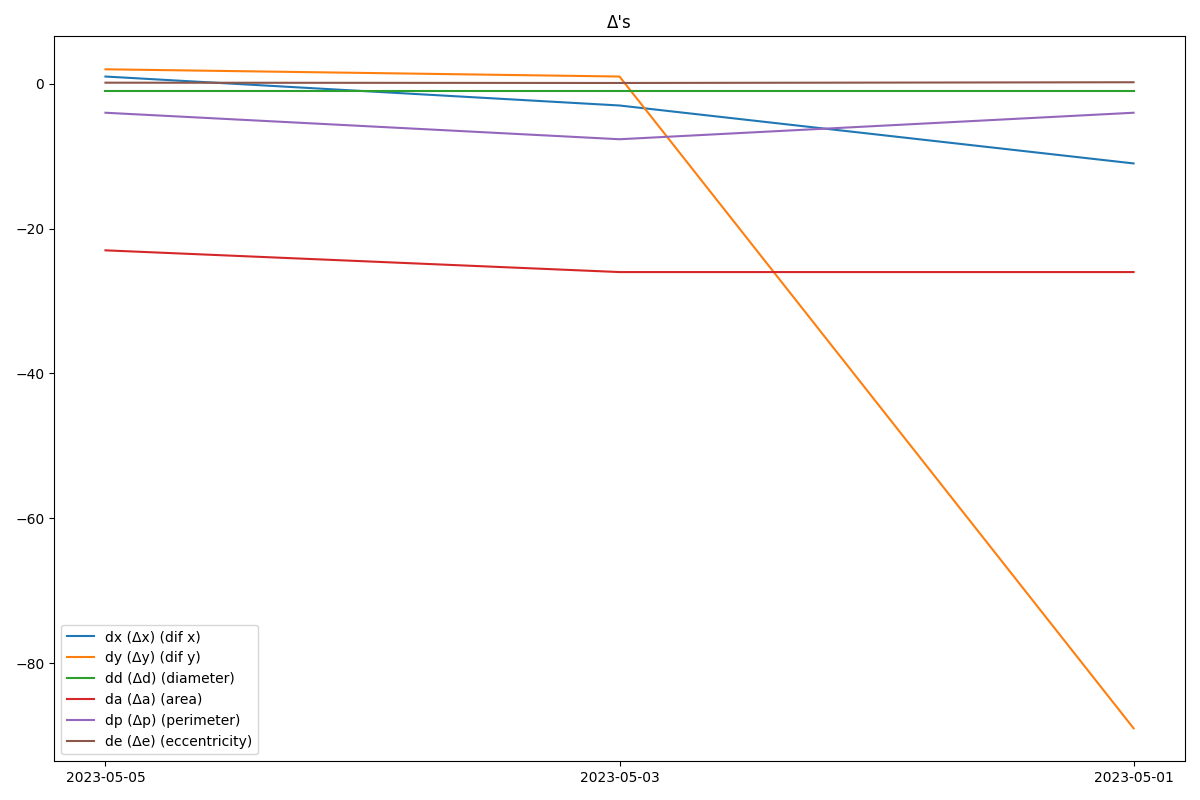 Δ's
0
−20
−40
−60
−80
dx (Δx) (dif x)
dy (Δy) (dif y)
dd (Δd) (diameter)
da (Δa) (area)
dp (Δp) (perimeter)
de (Δe) (eccentricity)
2023-05-05 2023-05-03 2023-05-01